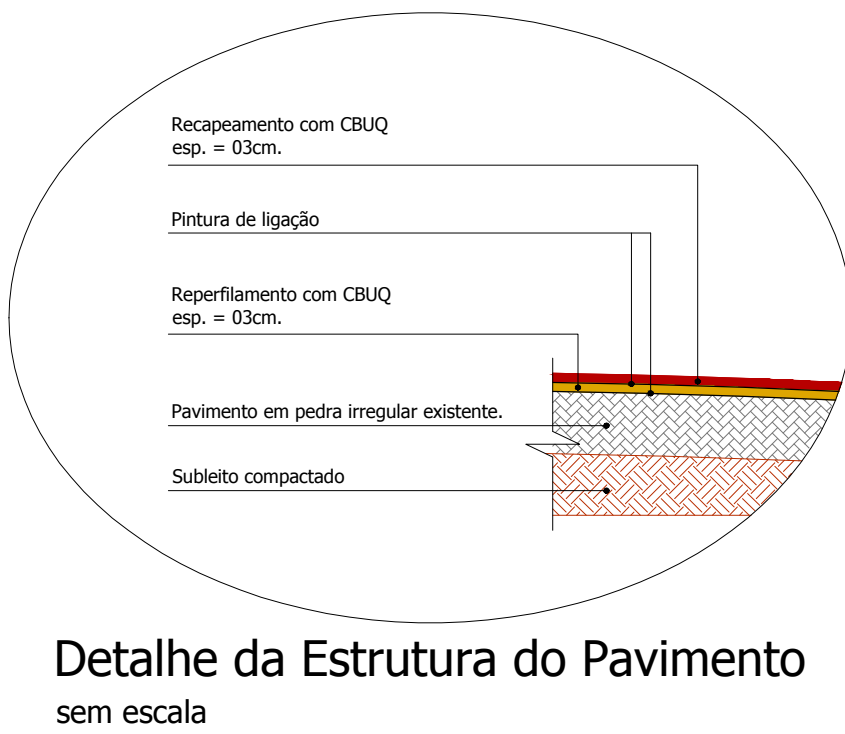 Recapeamento com CBUQ
esp. = 03cm.
Pintura de ligação
Reperfilamento com CBUQ
esp. = 03cm.
Pavimento em pedra irregular existente.
Subleito compactado
Detalhe da Estrutura do Pavimento
sem escala